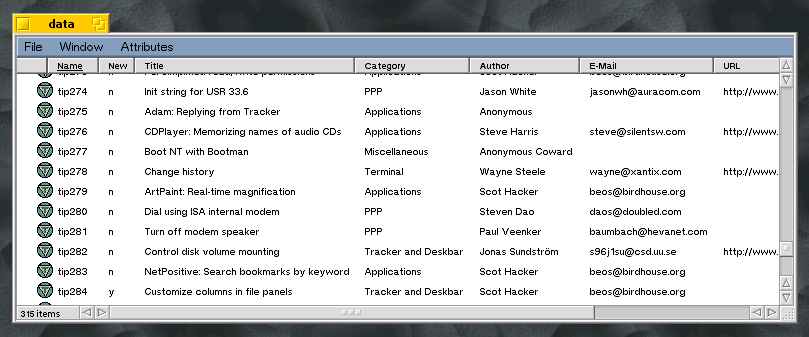 data
File Window Attributes
Name New Title Category Author E-Mail URL
tip274 n Init string for USR 33.6 PPP Jason White jasonwh@auracom.com http://www.
tip275 n Adam: Replying from Tracker Applications Anonymous
tip276 n CDPlayer: Memorizing names of audio CDs Applications Steve Harris steve@silentsw.com http://www.
tip277 n Boot NT with Bootman Miscellaneous Anonymous Coward
tip278 n Change history Terminal Wayne Steele wayne@xantix.com http://www.
tip279 n ArtPaint: Real-time magnification Applications Scot Hacker beos@birdhouse.org
tip280 n Dial using ISA internal modem PPP Steven Dao daos@doubled.com
tip281 n Turn off modem speaker PPP Paul Veenker baumbach@hevanet.com
tip282 n Control disk volume mounting Tracker and Deskbar Jonas Sundström s96j1su@csd.uu.se http://www.
tip283 n NetPositive: Search bookmarks by keyword Applications Scot Hacker beos@birdhouse.org
tip284 y Customize columns in file panels Tracker and Deskbar Scot Hacker beos@birdhouse.org
315 items